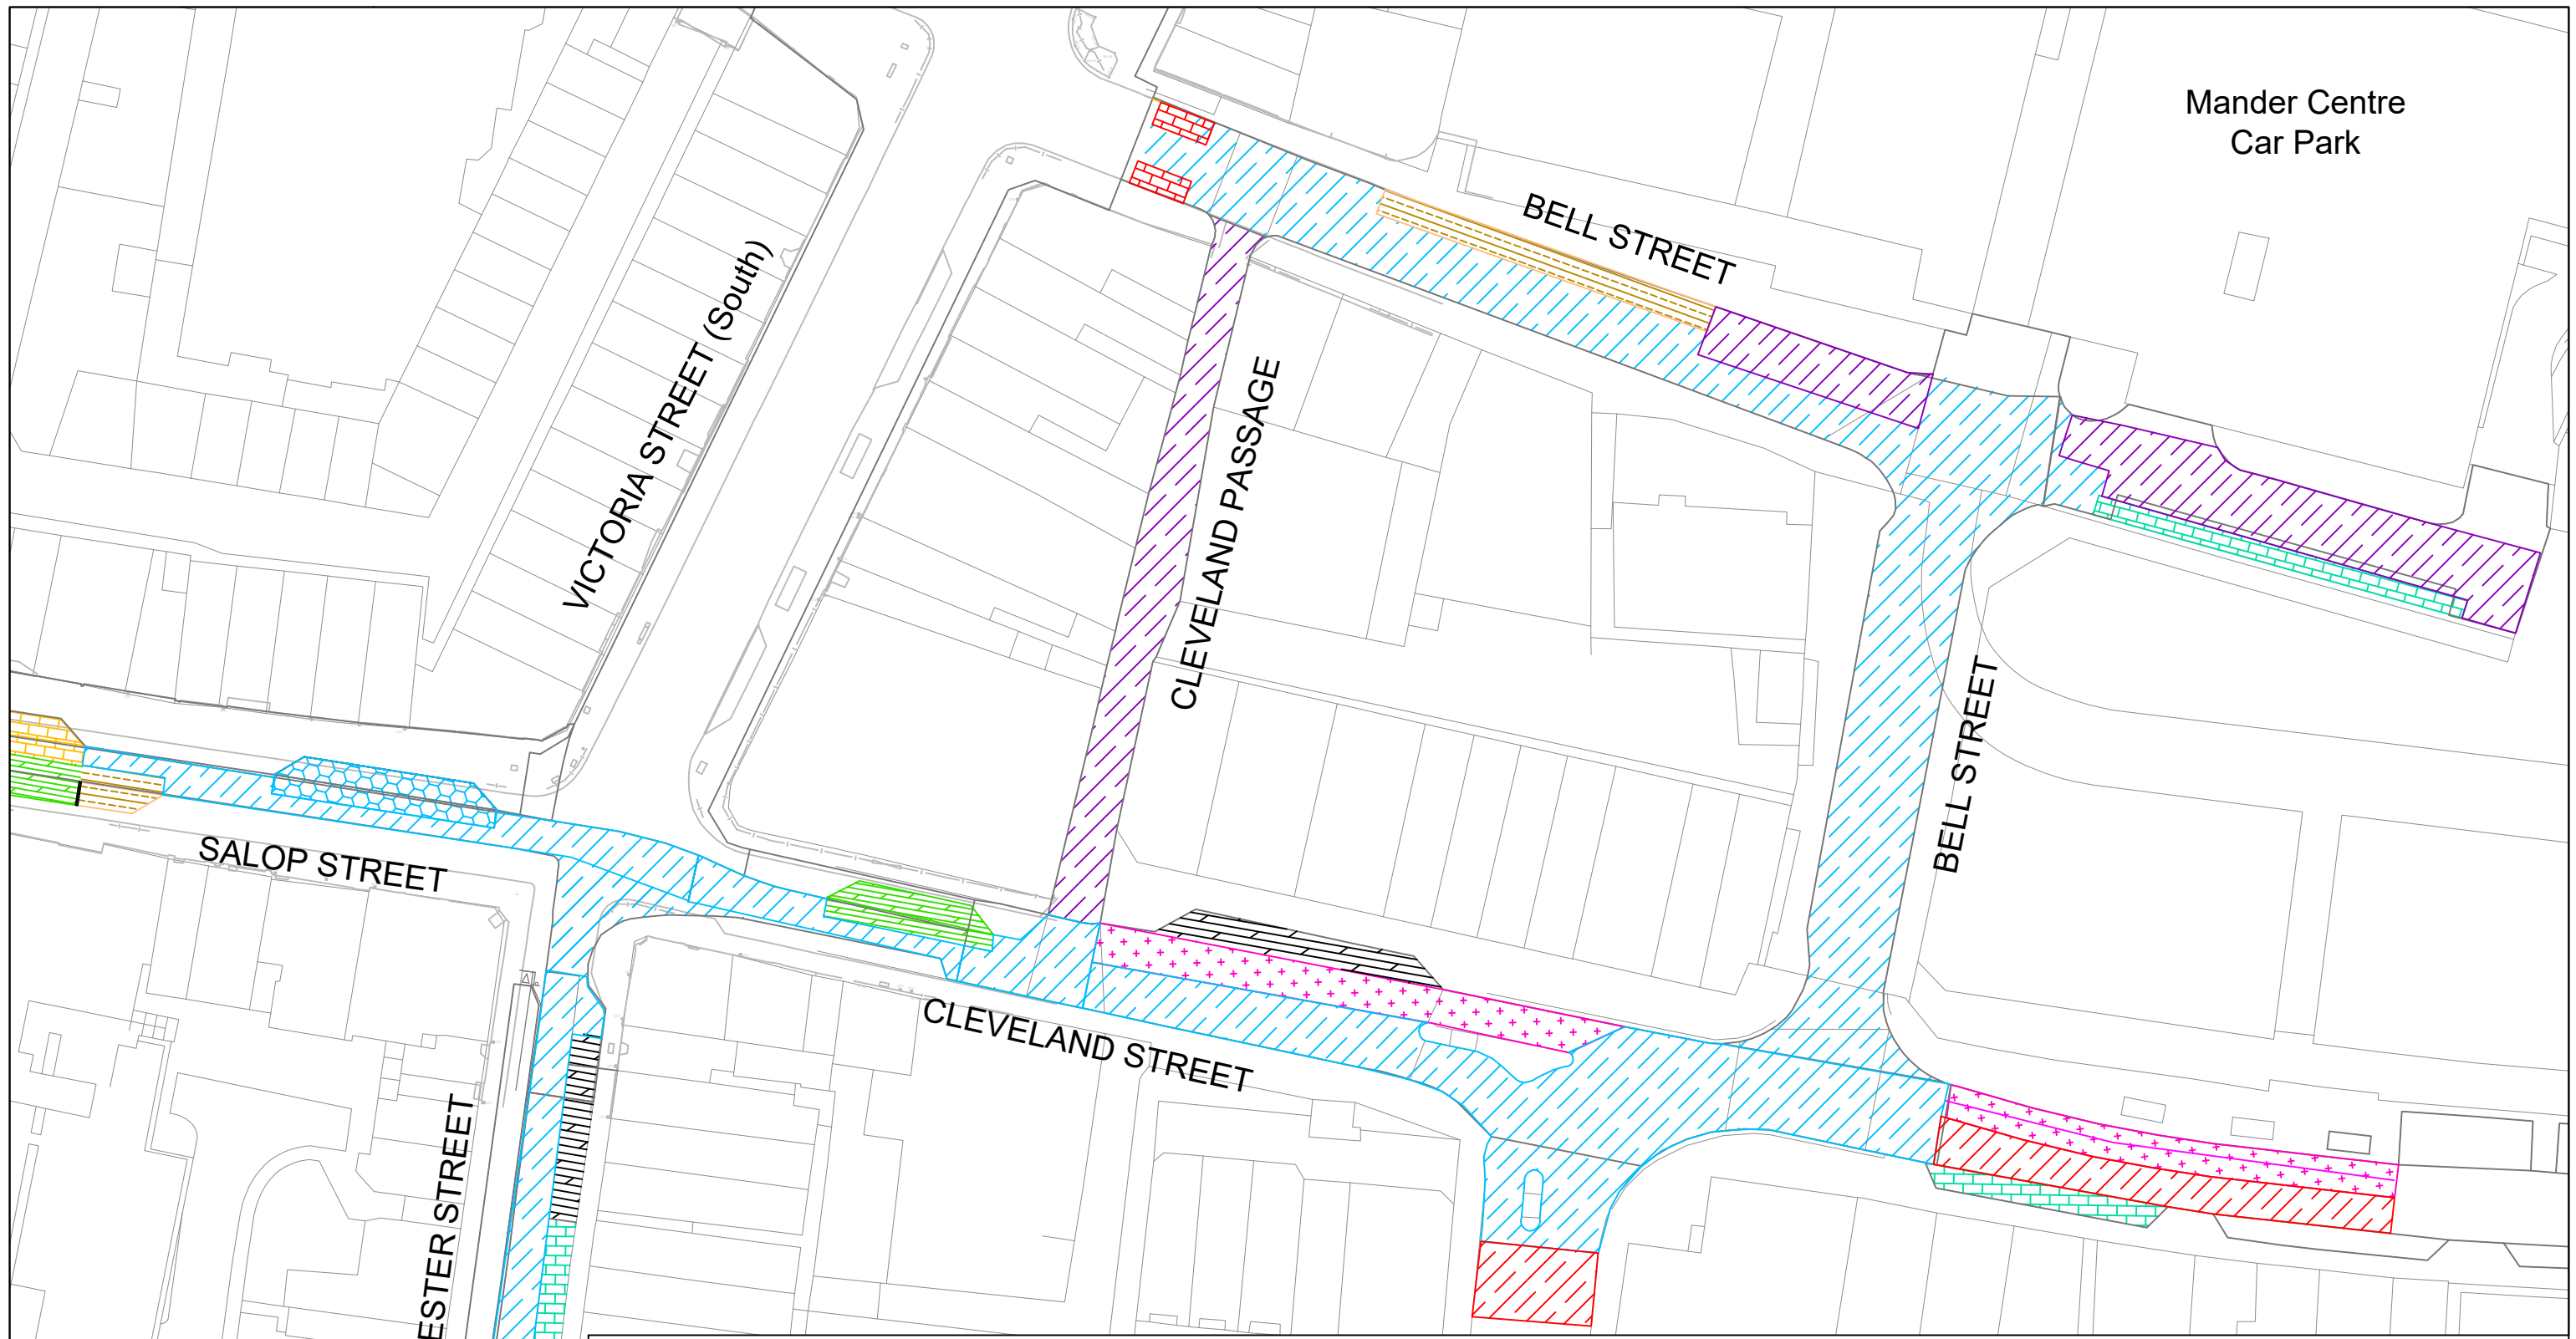 Mander Centre
Car Park
BELL STREET
VICTORIA STREET (South)
CLEVELAND PASSAGE
BELL STREET
SALOP STREET
CLEVELAND STREET
ESTER STREET